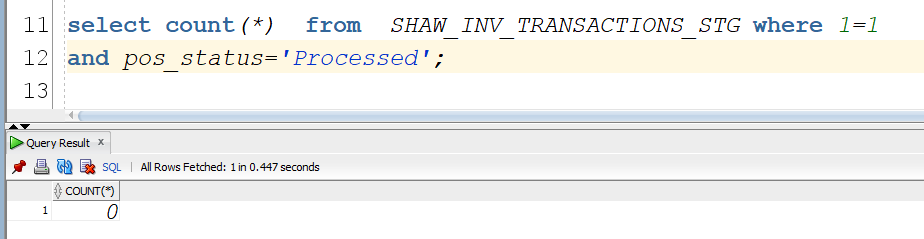 11 select count(*)  from  SHAW_INV_TRANSACTIONS_STG where 1=1
12 and pos_status='Processed';
13
Query Result x
SQL | All Rows Fetched: 1 in 0.447 seconds
COUNT(*)
1 0